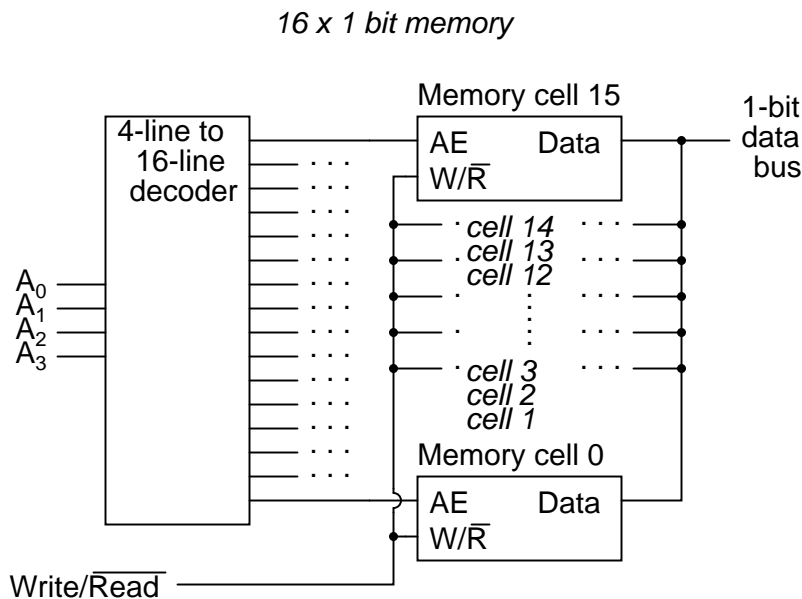 16 x 1 bit memory
4-line to
16-line
decoder
A₀
A₁
A₂
A₃
Memory cell 15
AE Data
W/R̅
1-bit
data
bus
cell 14
cell 13
cell 12
cell 3
cell 2
cell 1
Memory cell 0
AE Data
W/R̅
Write/R̅e̅a̅d̅